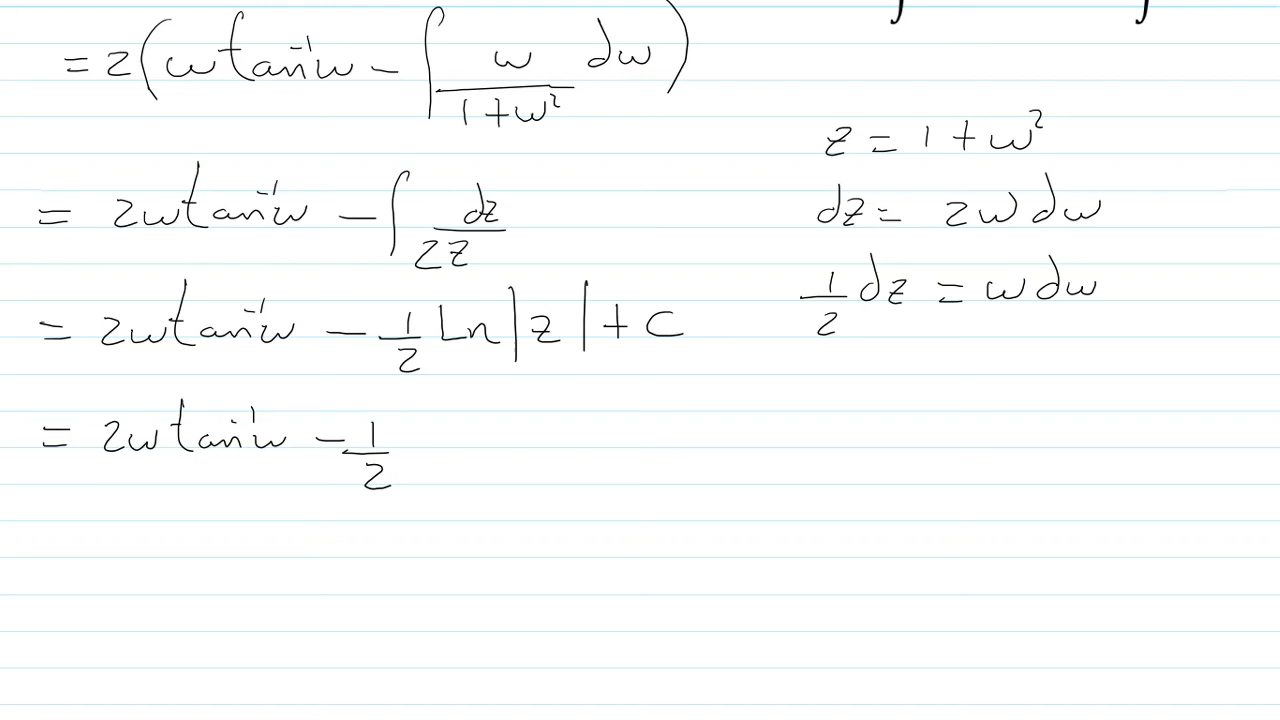 = 2(w tan⁻¹w − ∫ w/(1+w²) dw)
z = 1 + w²
= 2w tan⁻¹w − ∫ dz/2z
dz = 2w dw
1/2 dz = w dw
= 2w tan⁻¹w − 1/2 Ln|z| + C
= 2w tan⁻¹w − 1/2